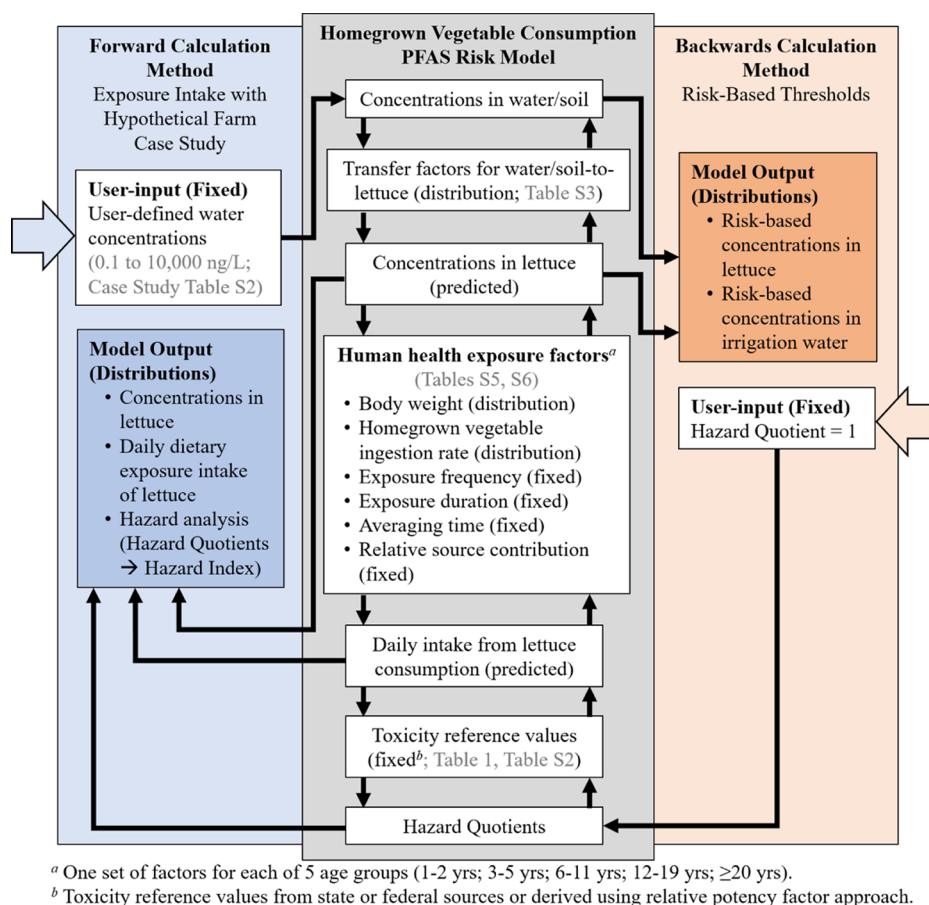 Forward Calculation
Method
Exposure Intake with
Hypothetical Farm
Case Study
User-input (Fixed)
User-defined water
concentrations
(0.1 to 10,000 ng/L;
Case Study Table S2)
Model Output
(Distributions)
• Concentrations in
lettuce
• Daily dietary
exposure intake
of lettuce
• Hazard analysis
(Hazard Quotients
→ Hazard Index)
Homegrown Vegetable Consumption
PFAS Risk Model
Concentrations in water/soil
Transfer factors for water/soil-to-
lettuce (distribution; Table S3)
Concentrations in lettuce
(predicted)
Human health exposure factorsᵃ
(Tables S5, S6)
• Body weight (distribution)
• Homegrown vegetable
ingestion rate (distribution)
• Exposure frequency (fixed)
• Exposure duration (fixed)
• Averaging time (fixed)
• Relative source contribution
(fixed)
Daily intake from lettuce
consumption (predicted)
Toxicity reference values
(fixedᵇ; Table 1, Table S2)
Hazard Quotients
Backwards Calculation
Method
Risk-Based Thresholds
Model Output
(Distributions)
• Risk-based
concentrations in
lettuce
• Risk-based
concentrations in
irrigation water
User-input (Fixed)
Hazard Quotient = 1
ᵃ One set of factors for each of 5 age groups (1-2 yrs; 3-5 yrs; 6-11 yrs; 12-19 yrs; ≥20 yrs).
ᵇ Toxicity reference values from state or federal sources or derived using relative potency factor approach.